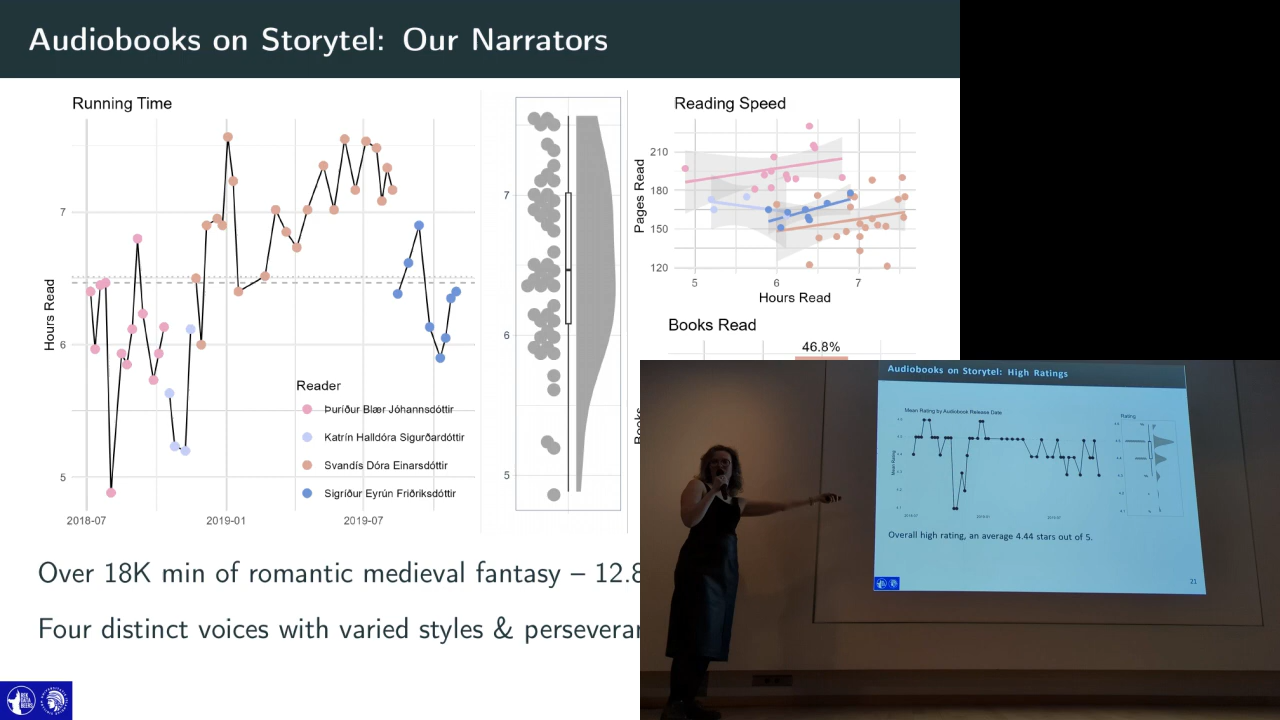 Audiobooks on Storytel: Our Narrators
Running Time
Hours Read
7
6
5
2018-07
2019-01
2019-07
Reader
Þuríður Blær Jóhannsdóttir
Katrín Halldóra Sigurðardóttir
Svandís Dóra Einarsdóttir
Sigríður Eyrún Friðriksdóttir
7
6
5
Reading Speed
Pages Read
210
180
150
120
5
6
7
Hours Read
Books Read
46.8%
Books
Over 18K min of romantic medieval fantasy – 12.8
Four distinct voices with varied styles & perseveran
Audiobooks on Storytel: High Ratings
Mean Rating by Audiobook Release Date
Mean Rating
Rating
Overall high rating, an average 4.44 stars out of 5.
21